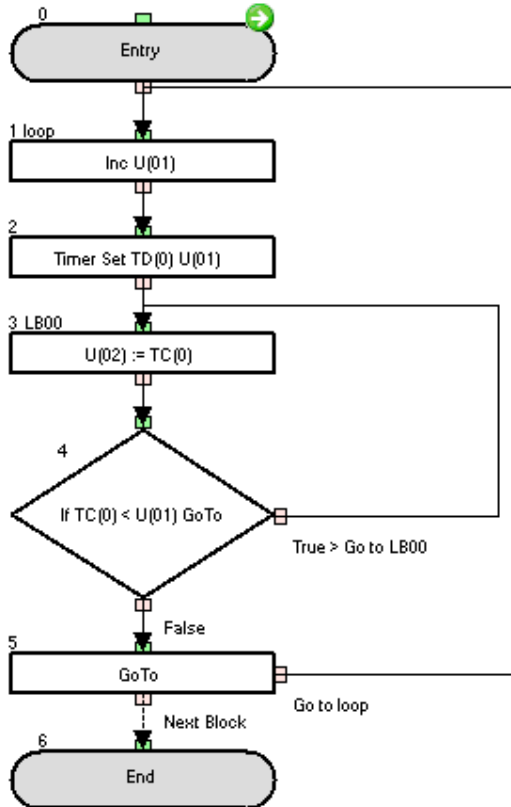 0
Entry
1 loop
Inc U(01)
2
Timer Set TD(0) U(01)
3 LB00
U(02) := TC(0)
4
If TC(0) < U(01) GoTo
True > Go to LB00
False
5
GoTo
Go to loop
Next Block
6
End